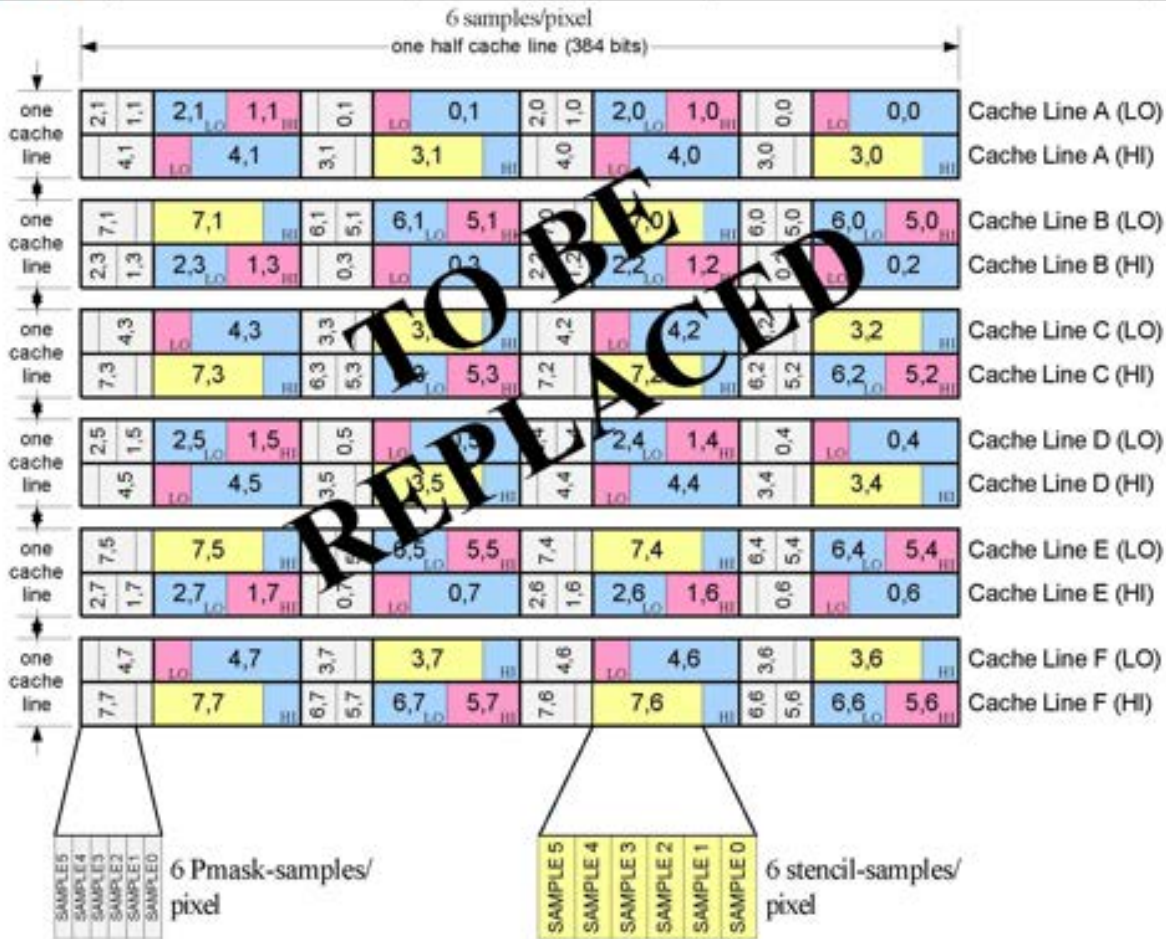 6 samples/pixel
one half cache line (384 bits)
one cache line
2,1 1,1 2,1 LO 1,1 HI 0,1 LO 0,1 2,0 1,0 2,0 LO 1,0 HI 0,0 LO 0,0 Cache Line A (LO)
4,1 LO 4,1 3,1 3,1 HI 4,0 LO 4,0 3,0 3,0 HI Cache Line A (HI)
one cache line
7,1 7,1 HI 6,1 5,1 6,1 LO 5,1 HI 7,0 HI 6,0 5,0 6,0 LO 5,0 HI Cache Line B (LO)
2,3 1,3 2,3 LO 1,3 HI 0,3 LO 0,3 2,2 LO 1,2 HI 0,2 Cache Line B (HI)
one cache line
4,3 LO 4,3 3,3 HI 4,2 LO 4,2 3,2 HI Cache Line C (LO)
7,3 7,3 HI 6,3 5,3 LO 5,3 HI 7,2 6,2 5,2 6,2 LO 5,2 HI Cache Line C (HI)
one cache line
2,5 1,5 2,5 LO 1,5 HI 0,5 LO 2,4 LO 1,4 HI 0,4 LO 0,4 Cache Line D (LO)
4,5 LO 4,5 3,5 3,5 HI 4,4 LO 4,4 3,4 3,4 HI Cache Line D (HI)
one cache line
7,5 7,5 LO 5,5 HI 7,4 7,4 HI 6,4 5,4 6,4 LO 5,4 HI Cache Line E (LO)
2,7 1,7 2,7 LO 1,7 HI 0,7 LO 0,7 2,6 1,6 2,6 LO 1,6 HI 0,6 LO 0,6 Cache Line E (HI)
one cache line
4,7 LO 4,7 3,7 3,7 HI 4,6 LO 4,6 3,6 3,6 HI Cache Line F (LO)
7,7 7,7 HI 6,7 5,7 6,7 LO 5,7 HI 7,6 7,6 HI 6,6 5,6 6,6 LO 5,6 HI Cache Line F (HI)
TO BE
REPLACED
SAMPLE5 SAMPLE4 SAMPLE3 SAMPLE2 SAMPLE1 SAMPLE0
6 Pmask-samples/
pixel
SAMPLE 5 SAMPLE 4 SAMPLE 3 SAMPLE 2 SAMPLE 1 SAMPLE 0
6 stencil-samples/
pixel